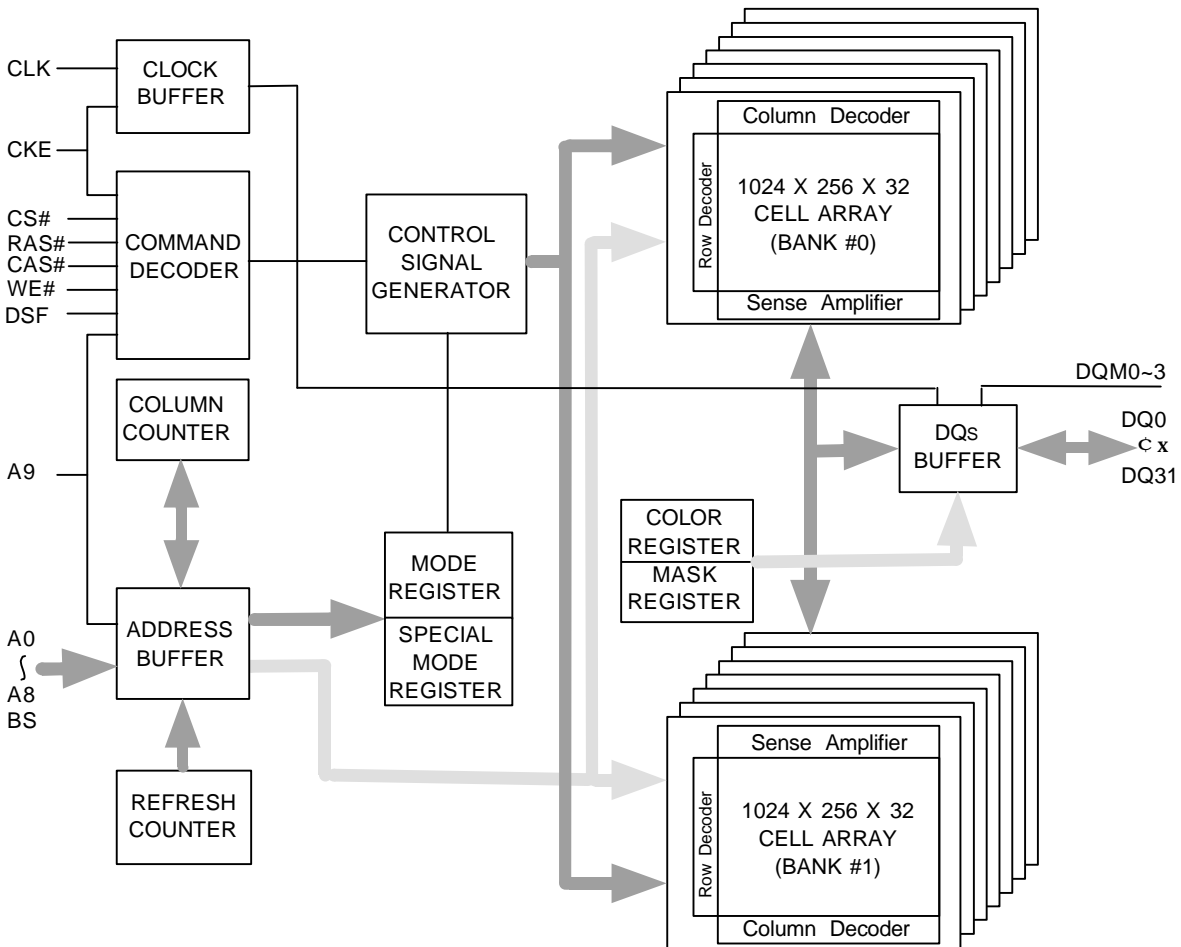 CLK
CLOCK
BUFFER
CKE
CS#
RAS#
CAS#
WE#
DSF
COMMAND
DECODER
CONTROL
SIGNAL
GENERATOR
Column Decoder
Row Decoder
1024 X 256 X 32
CELL ARRAY
(BANK #0)
Sense Amplifier
DQM0~3
COLUMN
COUNTER
DQs
BUFFER
DQ0
¢ x
DQ31
A9
COLOR
REGISTER
MASK
REGISTER
MODE
REGISTER
SPECIAL
MODE
REGISTER
A0
∫
A8
BS
ADDRESS
BUFFER
REFRESH
COUNTER
Sense Amplifier
Row Decoder
1024 X 256 X 32
CELL ARRAY
(BANK #1)
Column Decoder